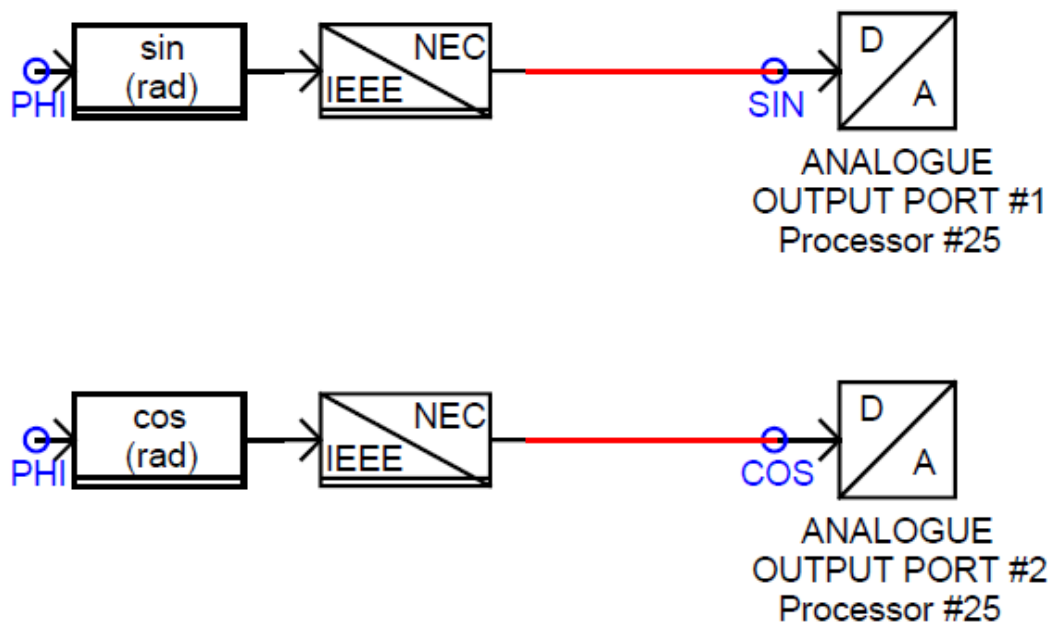 sin
(rad)
NEC
IEEE
PHI
SIN
D
A
ANALOGUE
OUTPUT PORT #1
Processor #25
cos
(rad)
NEC
IEEE
PHI
COS
D
A
ANALOGUE
OUTPUT PORT #2
Processor #25